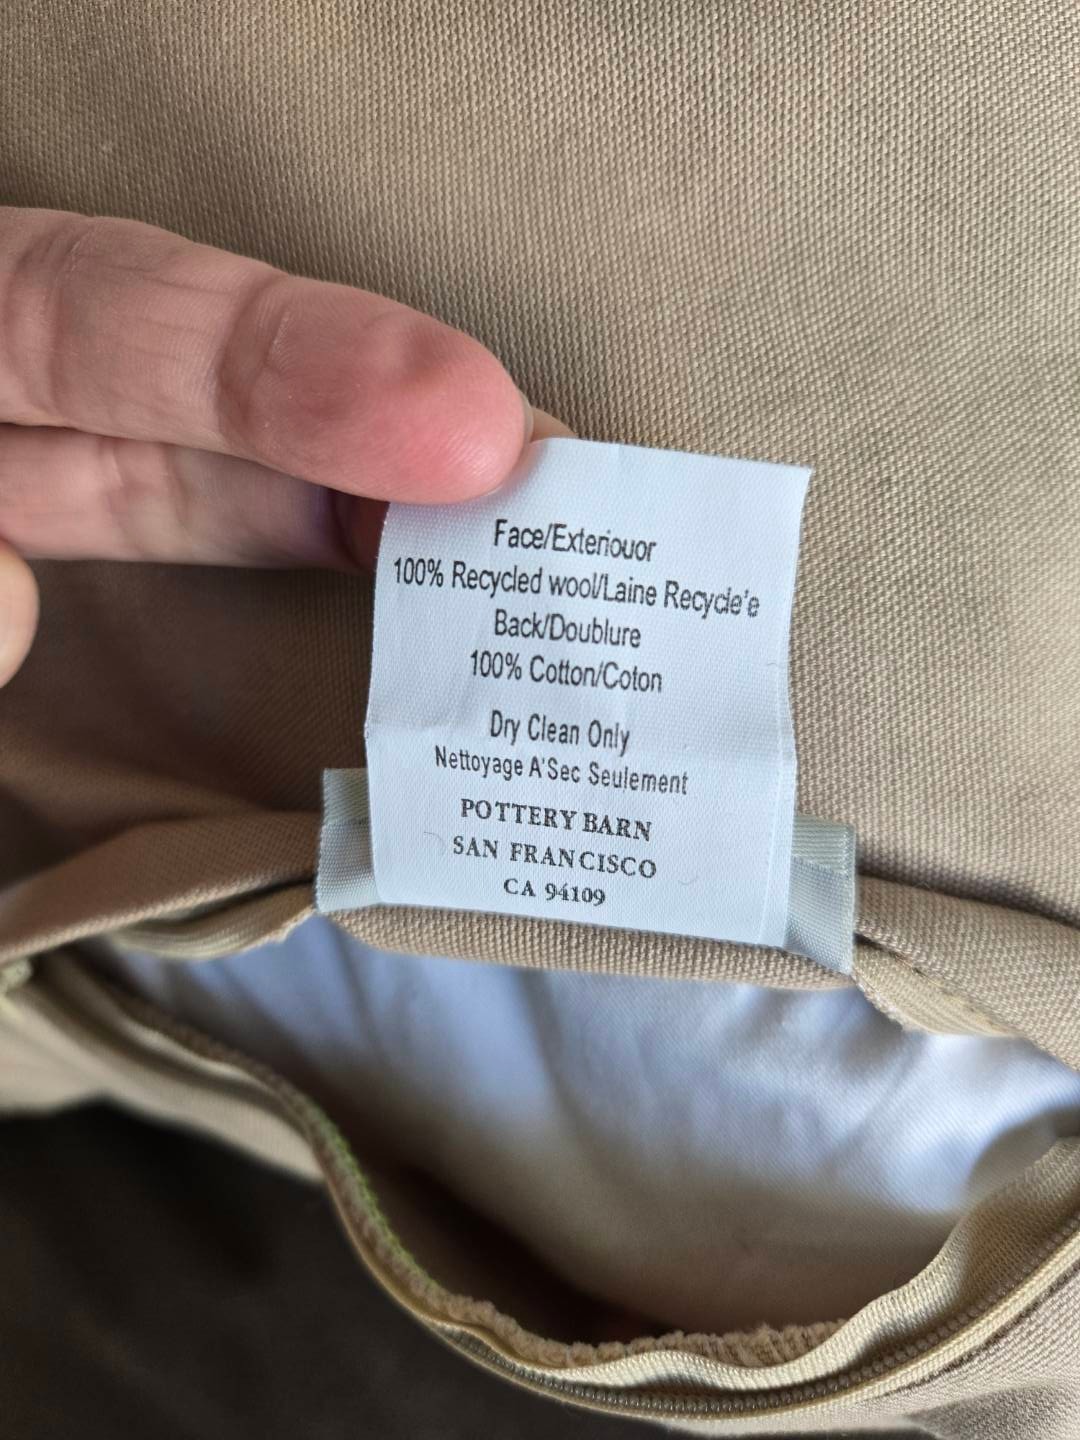 Face/Exteriouor
100% Recycled wool/Laine Recycle'e
Back/Doublure
100% Cotton/Coton
Dry Clean Only
Nettoyage A'Sec Seulement
POTTERY BARN
SAN FRANCISCO
CA 94109